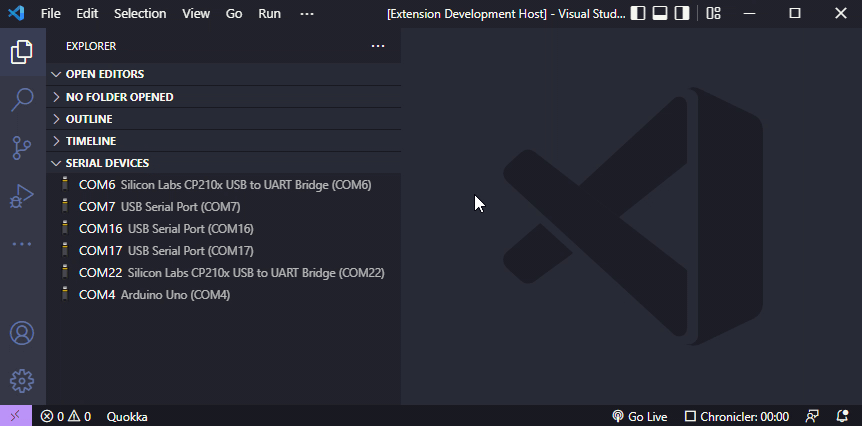 File Edit Selection View Go Run ··· [Extension Development Host] - Visual Stud...
EXPLORER ···
OPEN EDITORS
NO FOLDER OPENED
OUTLINE
TIMELINE
SERIAL DEVICES
COM6 Silicon Labs CP210x USB to UART Bridge (COM6)
COM7 USB Serial Port (COM7)
COM16 USB Serial Port (COM16)
COM17 USB Serial Port (COM17)
COM22 Silicon Labs CP210x USB to UART Bridge (COM22)
COM4 Arduino Uno (COM4)
0 0 Quokka Go Live Chronicler: 00:00